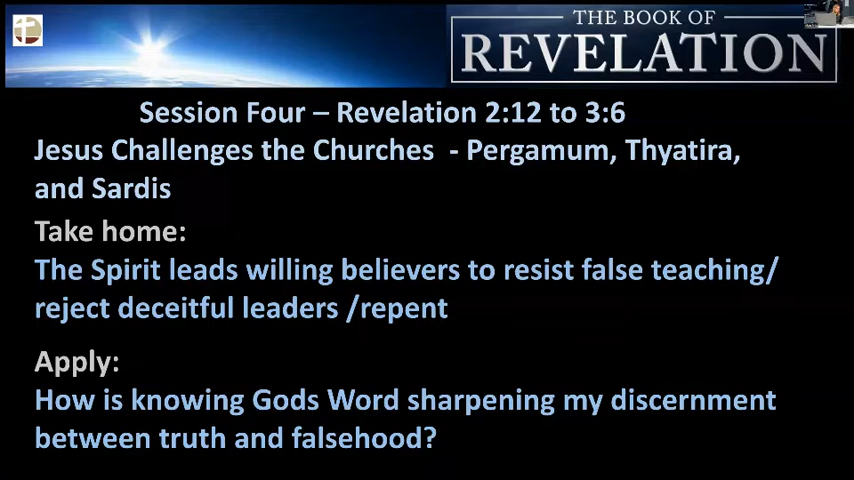 THE BOOK OF
REVELATION
Session Four – Revelation 2:12 to 3:6
Jesus Challenges the Churches - Pergamum, Thyatira,
and Sardis
Take home:
The Spirit leads willing believers to resist false teaching/
reject deceitful leaders /repent
Apply:
How is knowing Gods Word sharpening my discernment
between truth and falsehood?